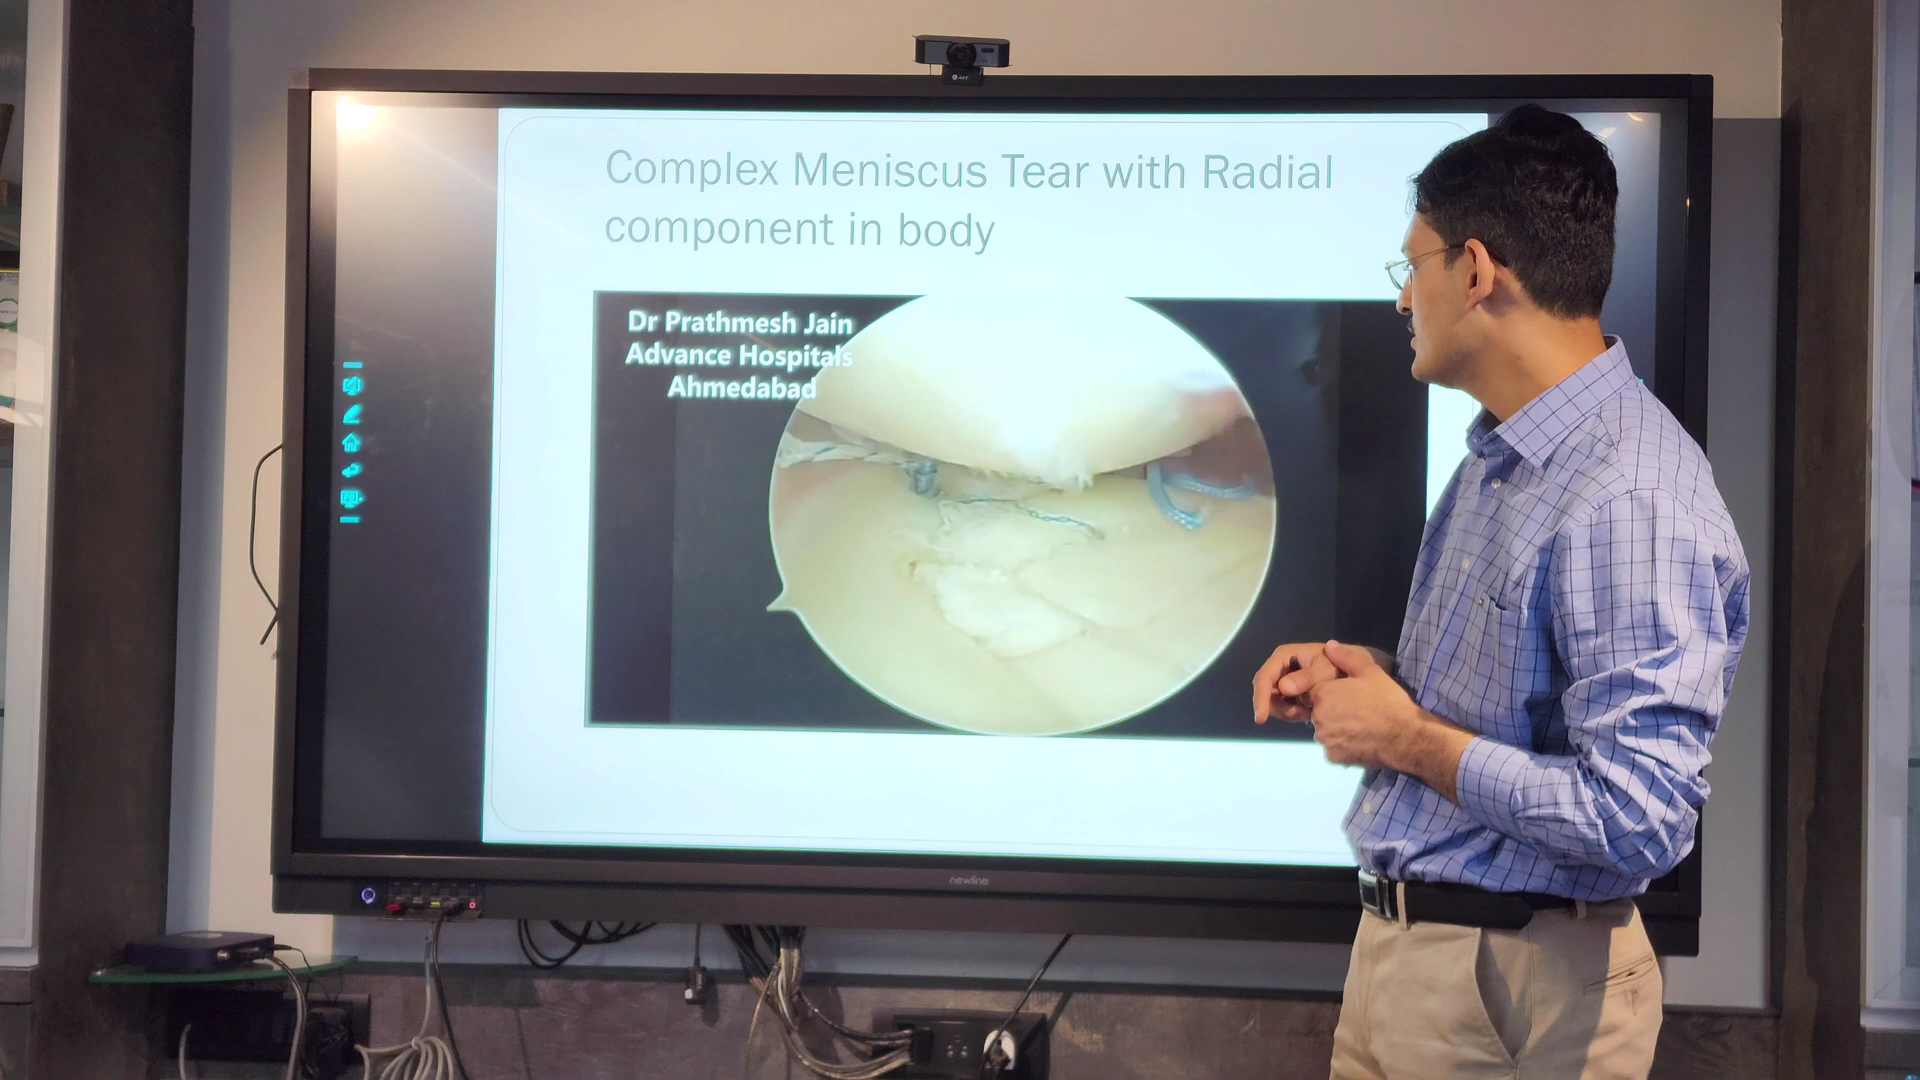 Complex Meniscus Tear with Radial
component in body
Dr Prathmesh Jain
Advance Hospitals
Ahmedabad
newline